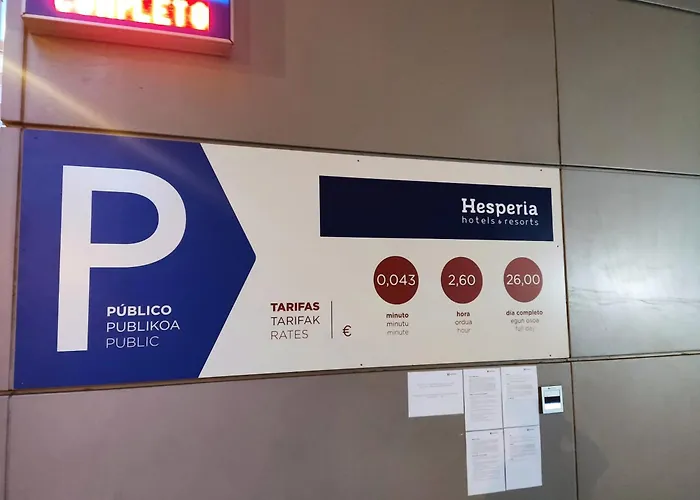 COMPLETO
P
PÚBLICO
PUBLIKOA
PUBLIC
Hesperia
hotels & resorts
TARIFAS
TARIFAK
RATES
€
0,043
minuto
minutu
minute
2,60
hora
ordua
hour
26,00
día completo
egun osoa
full day